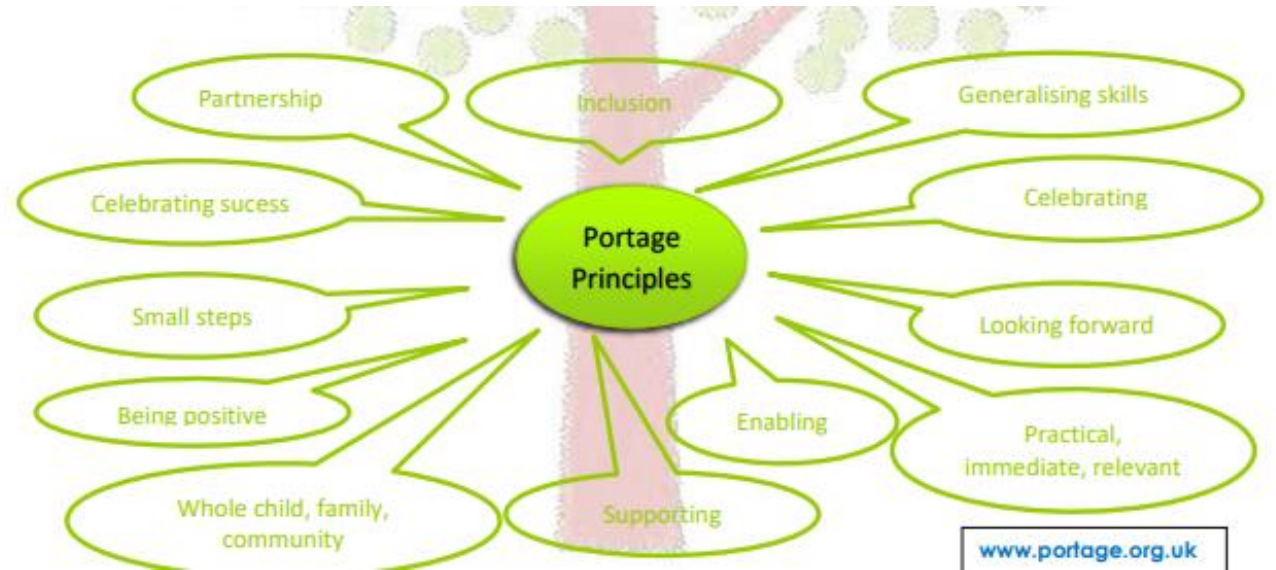 Partnership
Inclusion
Generalising skills
Celebrating sucess
Celebrating
Portage
Principles
Small steps
Looking forward
Being positive
Enabling
Practical,
immediate, relevant
Whole child, family,
community
Supporting
www.portage.org.uk